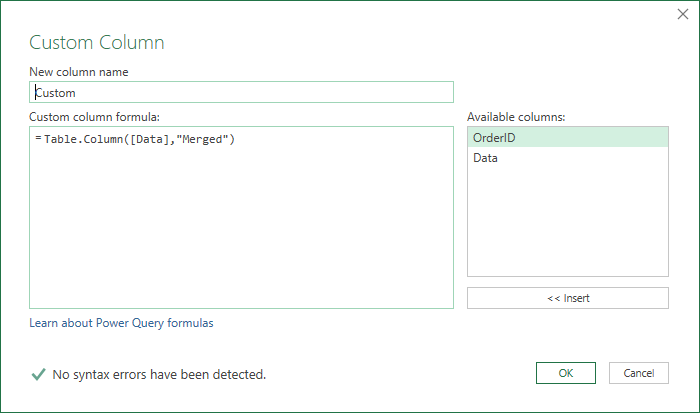 Custom Column
New column name
Custom
Custom column formula:
= Table.Column([Data],"Merged")
Available columns:
OrderID
Data
<< Insert
Learn about Power Query formulas
No syntax errors have been detected.
OK
Cancel